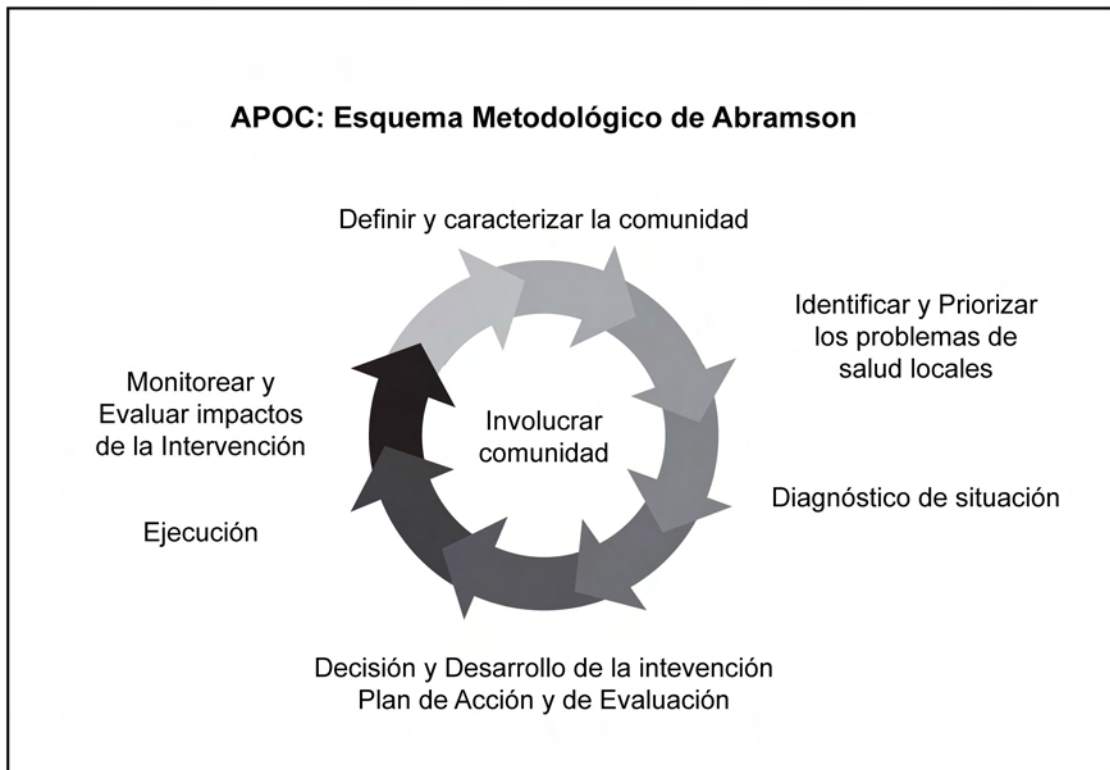 APOC: Esquema Metodológico de Abramson
Definir y caracterizar la comunidad
Identificar y Priorizar
los problemas de
salud locales
Diagnóstico de situación
Decisión y Desarrollo de la intevención
Plan de Acción y de Evaluación
Ejecución
Monitorear y
Evaluar impactos
de la Intervención
Involucrar
comunidad